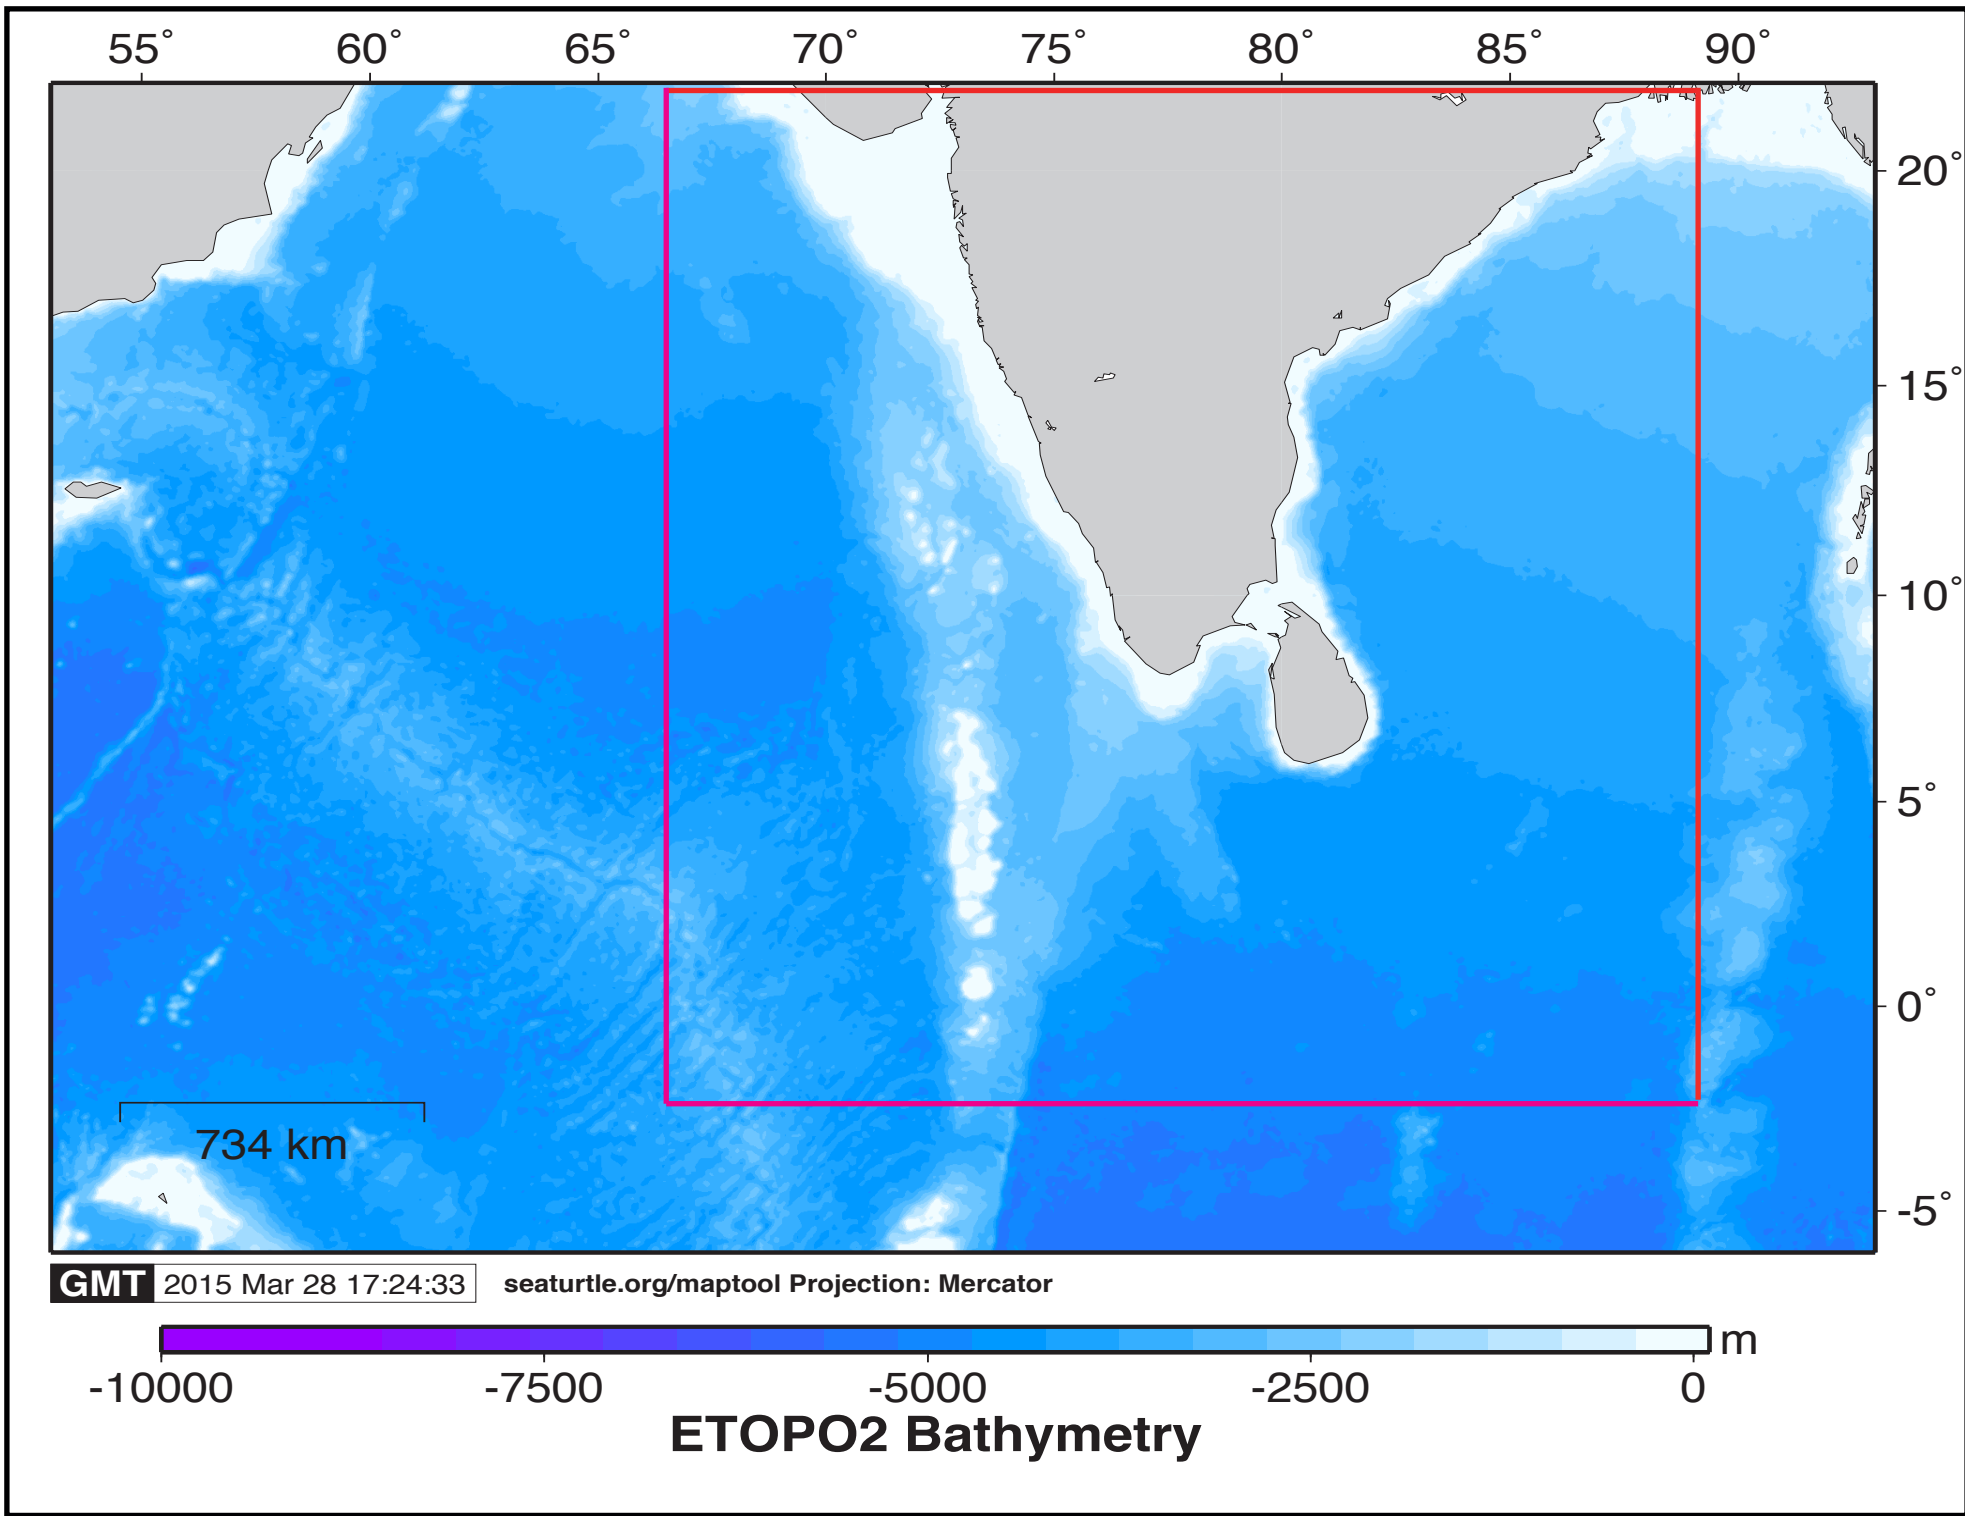 55° 60° 65° 70° 75° 80° 85° 90°
20°
15°
10°
5°
0°
-5°
734 km
GMT 2015 Mar 28 17:24:33 seaturtle.org/maptool Projection: Mercator
m
-10000 -7500 -5000 -2500 0
ETOPO2 Bathymetry